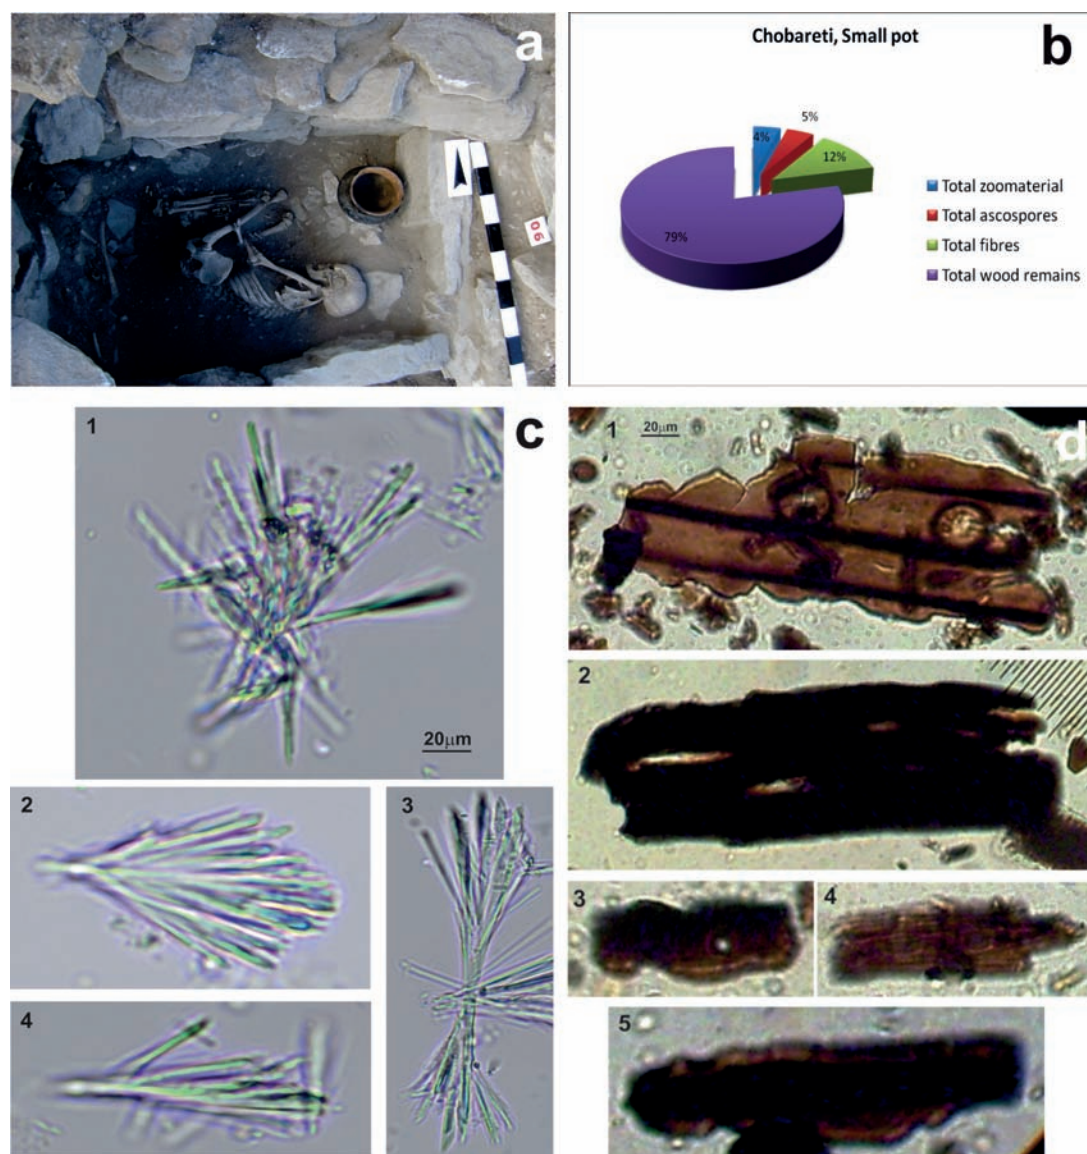 a
06
b
Chobareti, Small pot
4%
5%
12%
79%
Total zoomaterial
Total ascospores
Total fibres
Total wood remains
c
1
20μm
2
3
4
d
1
20μm
2
3
4
5